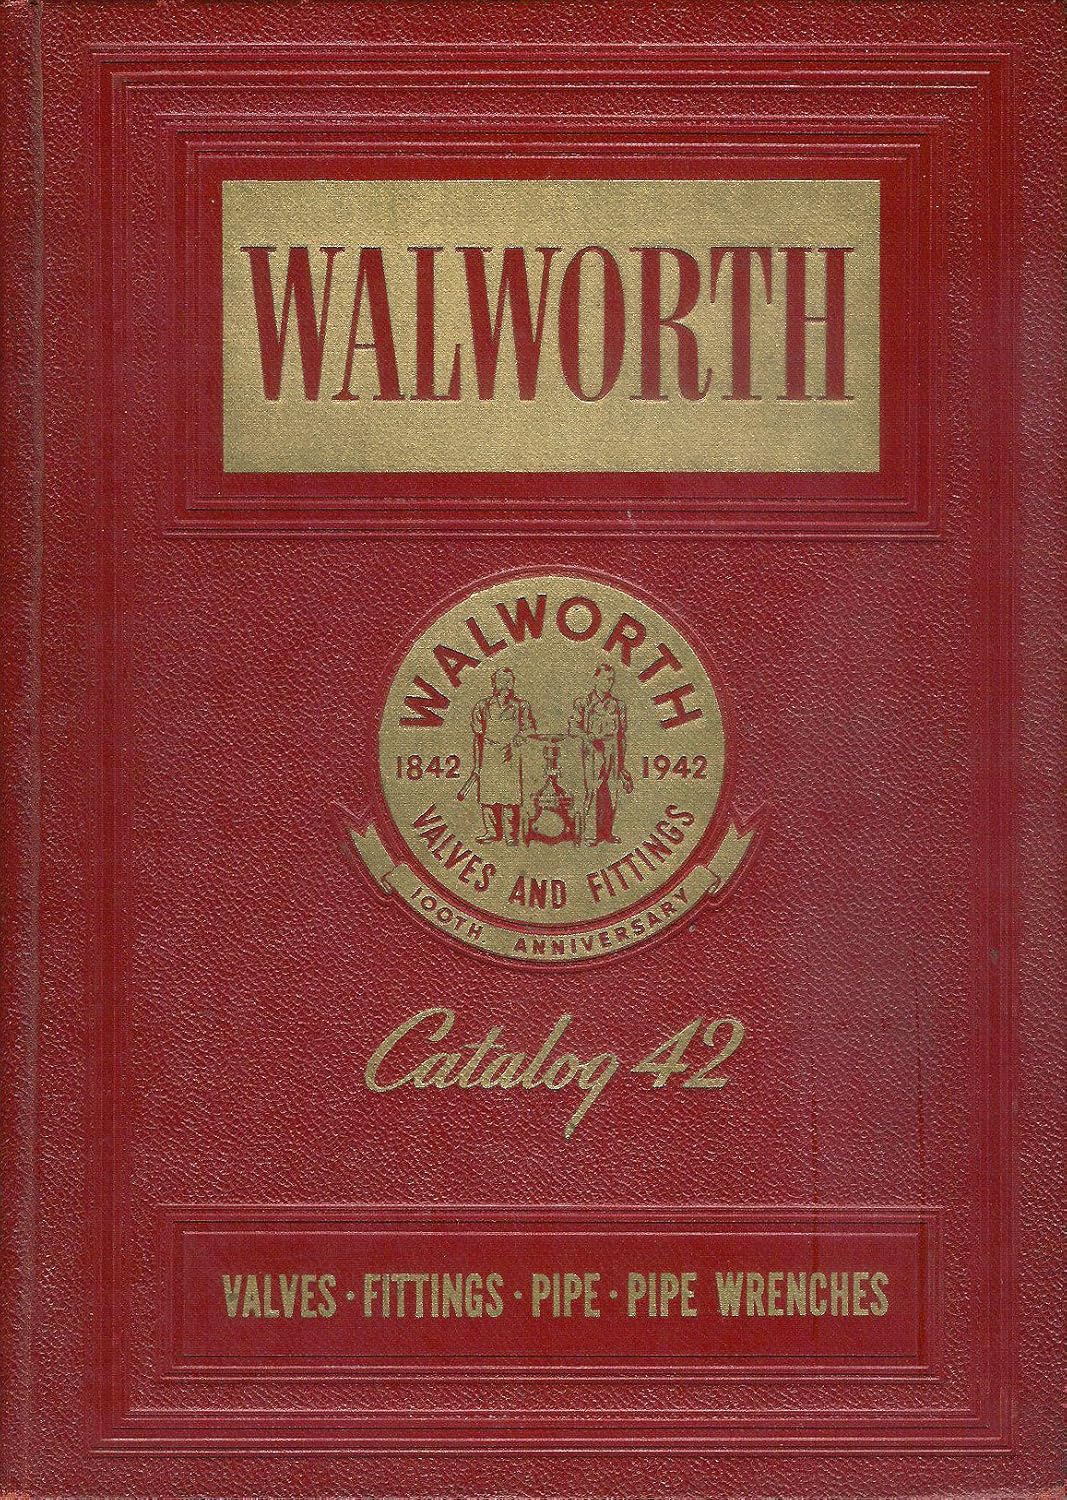 WALWORTH
WALWORTH
1842 1942
VALVES AND FITTINGS
100TH ANNIVERSARY
Catalog 42
VALVES · FITTINGS · PIPE · PIPE WRENCHES